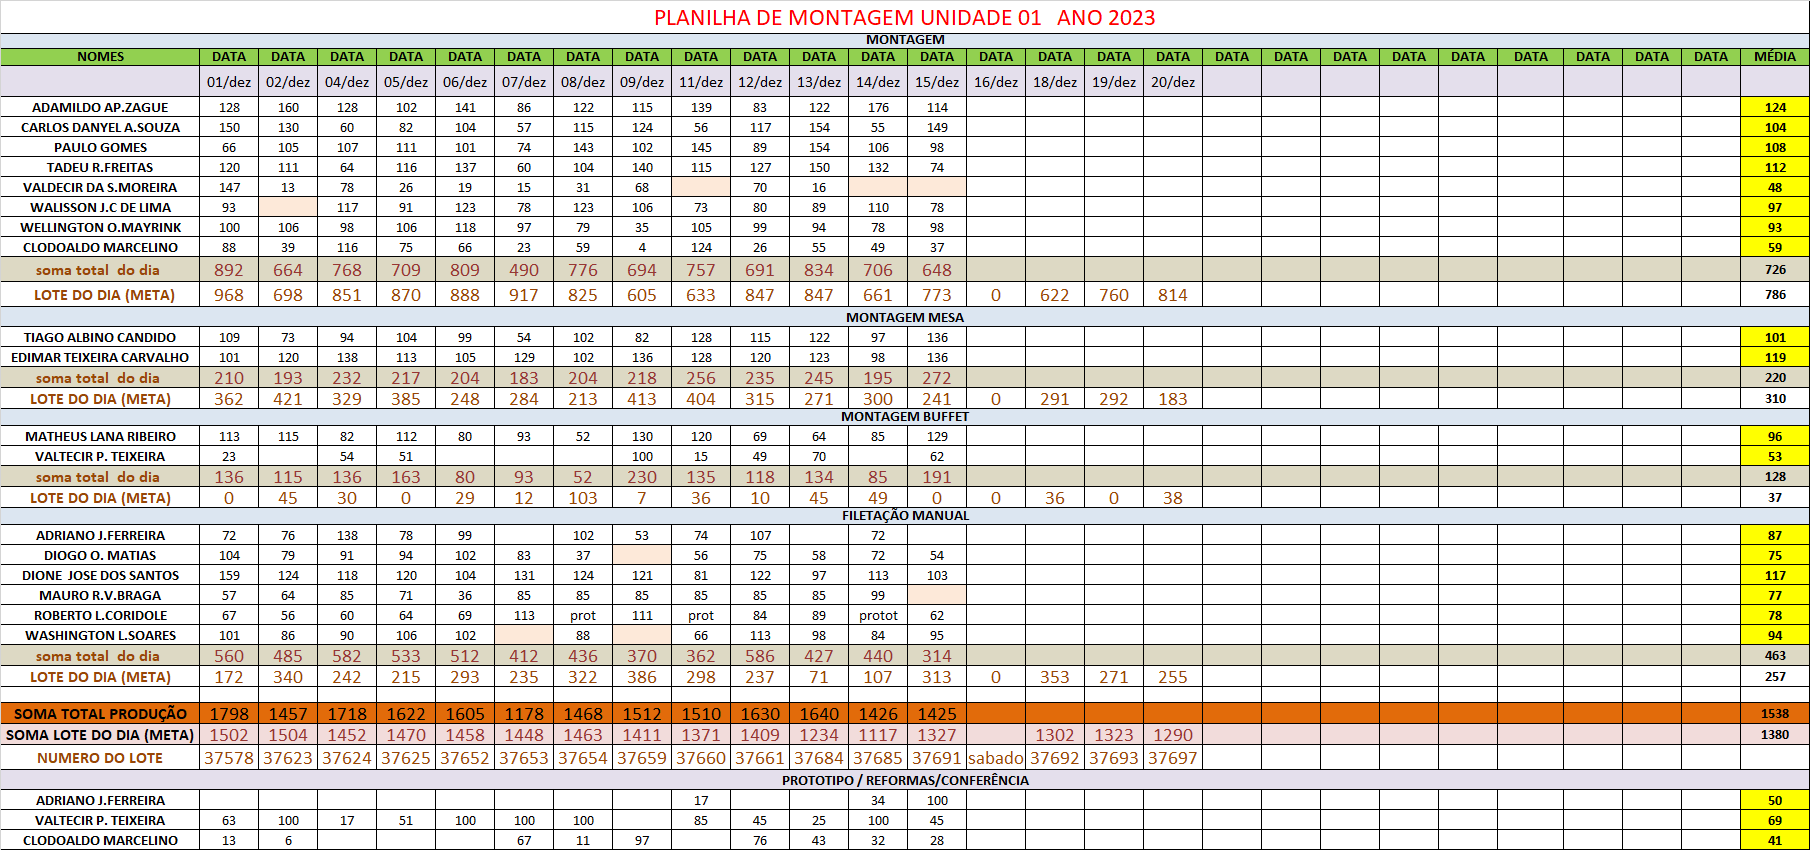 PLANILHA DE MONTAGEM UNIDADE 01 ANO 2023
MONTAGEM
NOMES DATA DATA DATA DATA DATA DATA DATA DATA DATA DATA DATA DATA DATA DATA DATA DATA DATA DATA DATA DATA DATA DATA DATA DATA DATA DATA MÉDIA
01/dez 02/dez 04/dez 05/dez 06/dez 07/dez 08/dez 09/dez 11/dez 12/dez 13/dez 14/dez 15/dez 16/dez 18/dez 19/dez 20/dez
ADAMILDO AP.ZAGUE 128 160 128 102 141 86 122 115 139 83 122 176 114 124
CARLOS DANYEL A.SOUZA 150 130 60 82 104 57 115 124 56 117 154 55 149 104
PAULO GOMES 66 105 107 111 101 74 143 102 145 89 154 106 98 108
TADEU R.FREITAS 120 111 64 116 137 60 104 140 115 127 150 132 74 112
VALDECIR DA S.MOREIRA 147 13 78 26 19 15 31 68 70 16 48
WALISSON J.C DE LIMA 93 117 91 123 78 123 106 73 80 89 110 78 97
WELLINGTON O.MAYRINK 100 106 98 106 118 97 79 35 105 99 94 78 98 93
CLODOALDO MARCELINO 88 39 116 75 66 23 59 4 124 26 55 49 37 59
soma total do dia 892 664 768 709 809 490 776 694 757 691 834 706 648 726
LOTE DO DIA (META) 968 698 851 870 888 917 825 605 633 847 847 661 773 0 622 760 814 786
MONTAGEM MESA
TIAGO ALBINO CANDIDO 109 73 94 104 99 54 102 82 128 115 122 97 136 101
EDIMAR TEIXEIRA CARVALHO 101 120 138 113 105 129 102 136 128 120 123 98 136 119
soma total do dia 210 193 232 217 204 183 204 218 256 235 245 195 272 220
LOTE DO DIA (META) 362 421 329 385 248 284 213 413 404 315 271 300 241 0 291 292 183 310
MONTAGEM BUFFET
MATHEUS LANA RIBEIRO 113 115 82 112 80 93 52 130 120 69 64 85 129 96
VALTECIR P. TEIXEIRA 23 54 51 100 15 49 70 62 53
soma total do dia 136 115 136 163 80 93 52 230 135 118 134 85 191 128
LOTE DO DIA (META) 0 45 30 0 29 12 103 7 36 10 45 49 0 0 36 0 38 37
FILETAÇÃO MANUAL
ADRIANO J.FERREIRA 72 76 138 78 99 102 53 74 107 72 87
DIOGO O. MATIAS 104 79 91 94 102 83 37 56 75 58 72 54 75
DIONE JOSE DOS SANTOS 159 124 118 120 104 131 124 121 81 122 97 113 103 117
MAURO R.V.BRAGA 57 64 85 71 36 85 85 85 85 85 85 99 77
ROBERTO L.CORIDOLE 67 56 60 64 69 113 prot 111 prot 84 89 protot 62 78
WASHINGTON L.SOARES 101 86 90 106 102 88 66 113 98 84 95 94
soma total do dia 560 485 582 533 512 412 436 370 362 586 427 440 314 463
LOTE DO DIA (META) 172 340 242 215 293 235 322 386 298 237 71 107 313 0 353 271 255 257
SOMA TOTAL PRODUÇÃO 1798 1457 1718 1622 1605 1178 1468 1512 1510 1630 1640 1426 1425 1538
SOMA LOTE DO DIA (META) 1502 1504 1452 1470 1458 1448 1463 1411 1371 1409 1234 1117 1327 1302 1323 1290 1380
NUMERO DO LOTE 37578 37623 37624 37625 37652 37653 37654 37659 37660 37661 37684 37685 37691 sabado 37692 37693 37697
PROTOTIPO / REFORMAS/CONFERÊNCIA
ADRIANO J.FERREIRA 17 34 100 50
VALTECIR P. TEIXEIRA 63 100 17 51 100 100 100 85 45 25 100 45 69
CLODOALDO MARCELINO 13 6 67 11 97 76 43 32 28 41